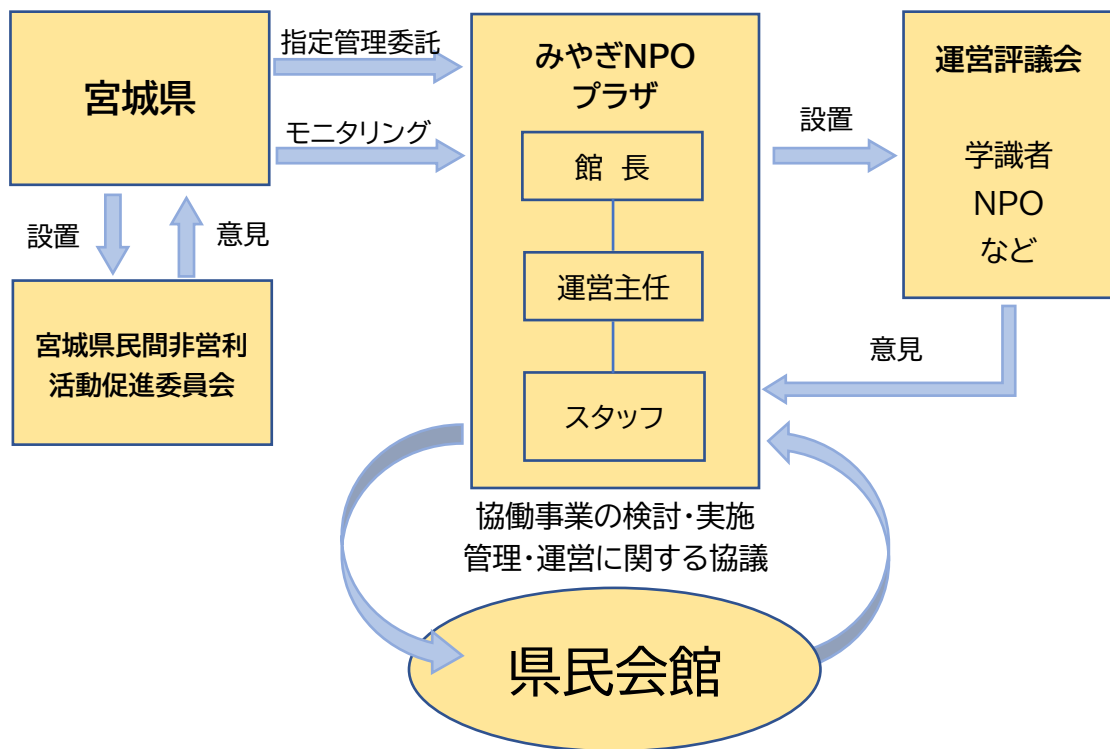 宮城県
指定管理委託
モニタリング
設置
意見
宮城県民間非営利
活動促進委員会
みやぎNPO
プラザ
館 長
運営主任
スタッフ
設置
運営評議会
学識者
NPO
など
意見
協働事業の検討・実施
管理・運営に関する協議
県民会館